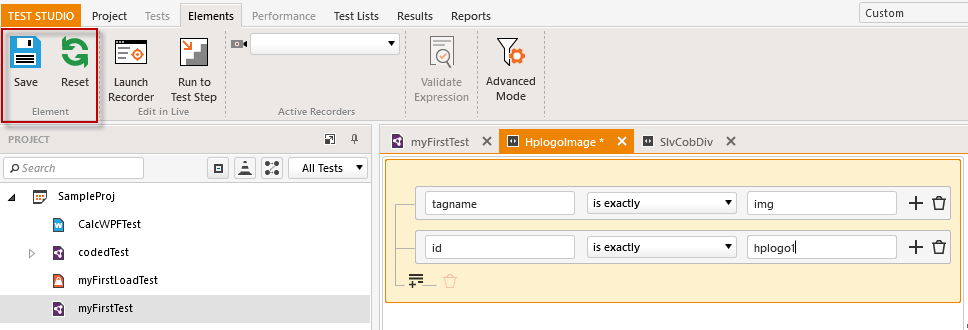 TEST STUDIO Project Tests Elements Performance Test Lists Results Reports Custom
Save Reset Launch Recorder Run to Test Step Validate Expression Advanced Mode
Element Edit in Live Active Recorders
PROJECT
myFirstTest HplogoImage * SlvCobDiv
Search All Tests
SampleProj
tagname is exactly img
CalcWPFTest
codedTest
id is exactly hplogo1
myFirstLoadTest
myFirstTest